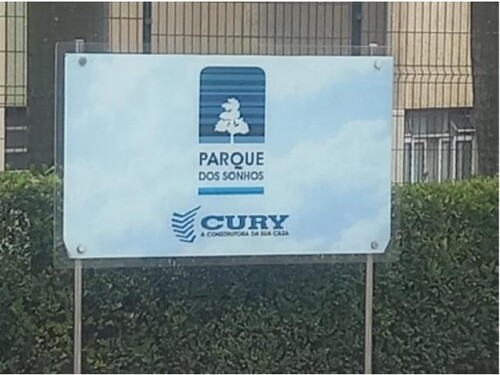 PARQUE
DOS SONHOS
CURY
A CONSTRUTORA DA SUA CASA